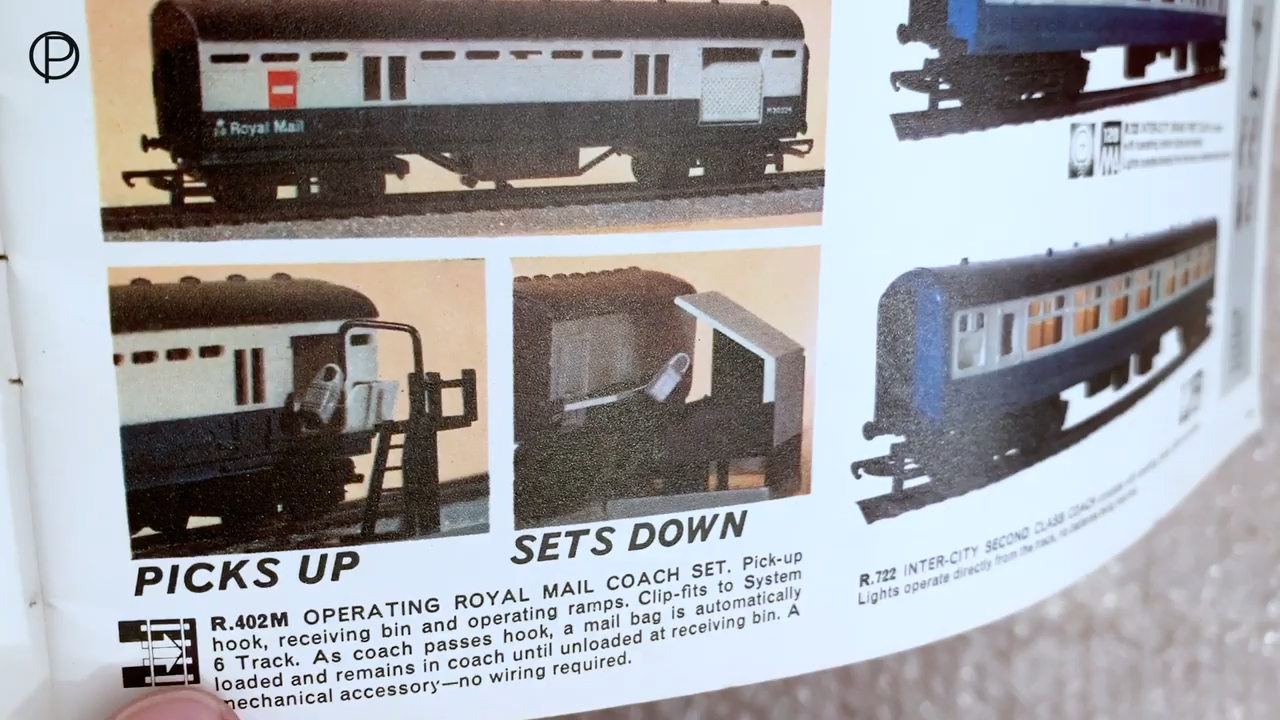 Royal Mail
PICKS UP
SETS DOWN
R.402M OPERATING ROYAL MAIL COACH SET. Pick-up
hook, receiving bin and operating ramps. Clip-fits to System
6 Track. As coach passes hook, a mail bag is automatically
loaded and remains in coach until unloaded at receiving bin. A
mechanical accessory—no wiring required.
R.722 INTER-CITY SECOND CLASS COACH
Lights operate directly from the track,